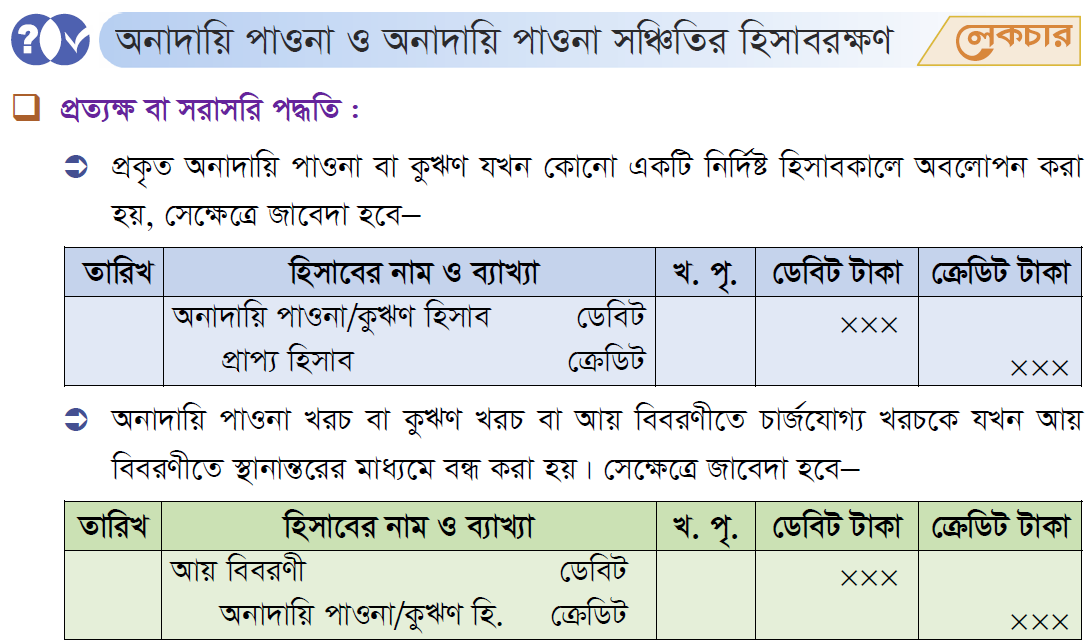 ? অনাদায়ি পাওনা ও অনাদায়ি পাওনা সঞ্চিতির হিসাবরক্ষণ লেকচার
প্রত্যক্ষ বা সরাসরি পদ্ধতি :
প্রকৃত অনাদায়ি পাওনা বা কুঋণ যখন কোনো একটি নির্দিষ্ট হিসাবকালে অবলোপন করা
হয়, সেক্ষেত্রে জাবেদা হবে–
তারিখ হিসাবের নাম ও ব্যাখ্যা খ. পৃ. ডেবিট টাকা ক্রেডিট টাকা
অনাদায়ি পাওনা/কুঋণ হিসাব ডেবিট ×××
প্রাপ্য হিসাব ক্রেডিট ×××
অনাদায়ি পাওনা খরচ বা কুঋণ খরচ বা আয় বিবরণীতে চার্জযোগ্য খরচকে যখন আয়
বিবরণীতে স্থানান্তরের মাধ্যমে বন্ধ করা হয়। সেক্ষেত্রে জাবেদা হবে–
তারিখ হিসাবের নাম ও ব্যাখ্যা খ. পৃ. ডেবিট টাকা ক্রেডিট টাকা
আয় বিবরণী ডেবিট ×××
অনাদায়ি পাওনা/কুঋণ হি. ক্রেডিট ×××